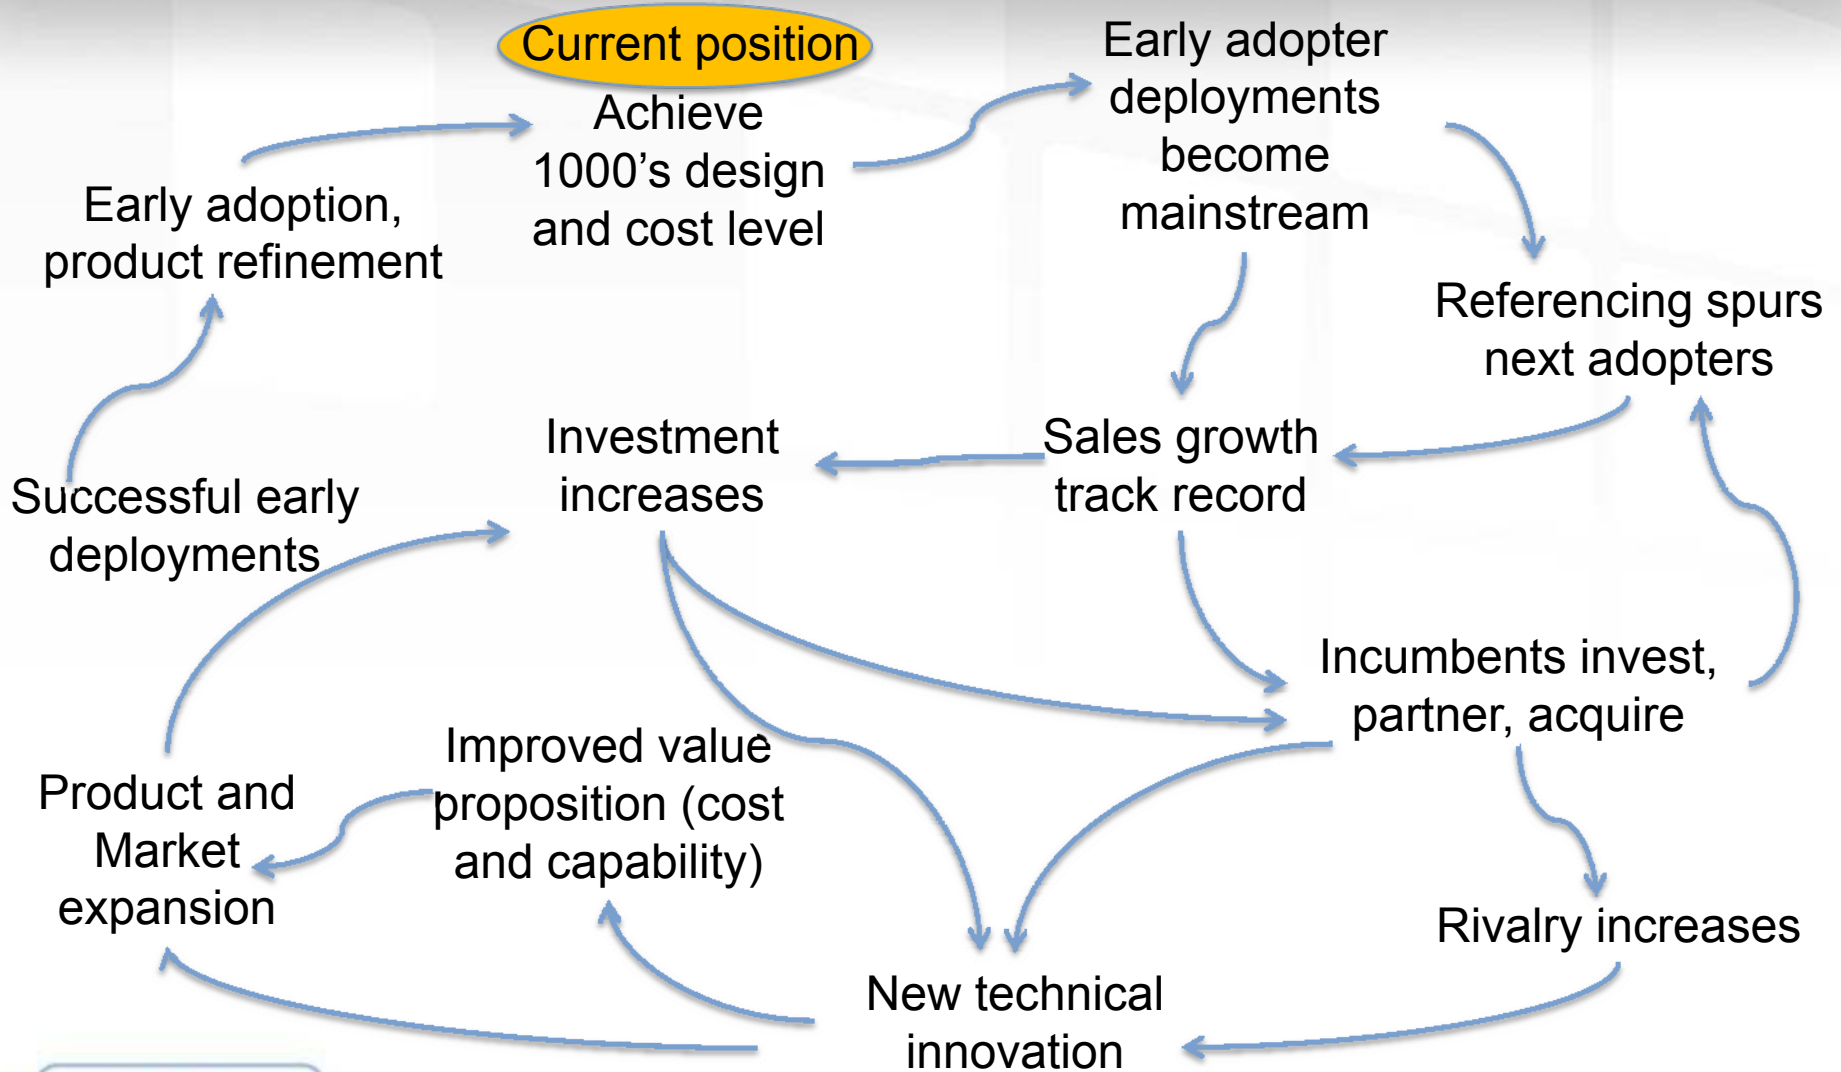 Current position
Achieve
1000’s design
and cost level
Early adopter
deployments
become
mainstream
Early adoption,
product refinement
Referencing spurs
next adopters
Successful early
deployments
Investment
increases
Sales growth
track record
Incumbents invest,
partner, acquire
Improved value
proposition (cost
and capability)
Product and
Market
expansion
Rivalry increases
New technical
innovation